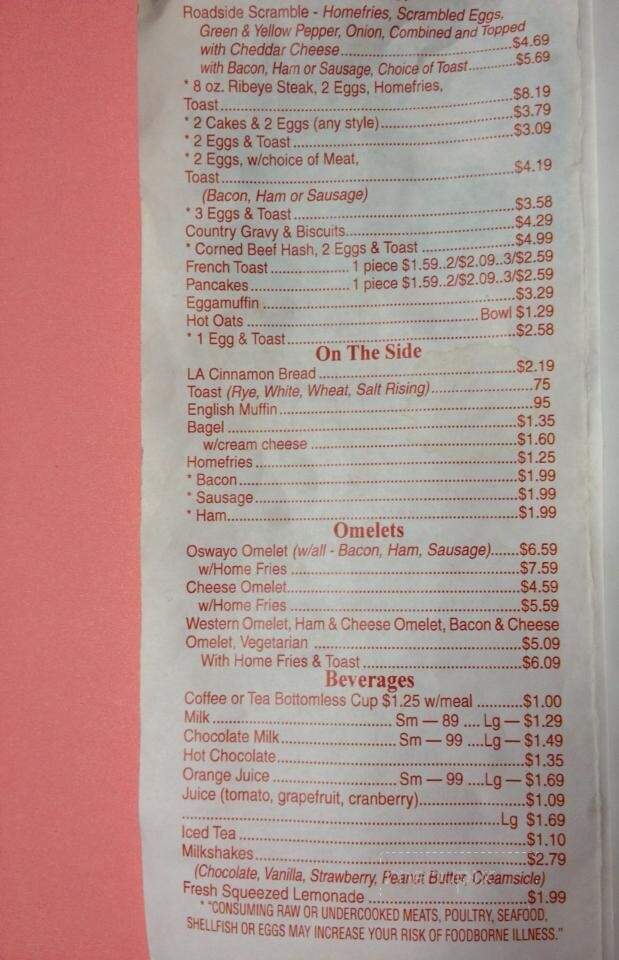 Roadside Scramble - Homefries, Scrambled Eggs,
Green & Yellow Pepper, Onion, Combined and Topped
with Cheddar Cheese..............................$4.69
with Bacon, Ham or Sausage, Choice of Toast..........$5.69
* 8 oz. Ribeye Steak, 2 Eggs, Homefries,
Toast..............................$8.19
* 2 Cakes & 2 Eggs (any style)..............................$3.79
* 2 Eggs & Toast..............................$3.09
* 2 Eggs, w/choice of Meat,
Toast..............................$4.19
(Bacon, Ham or Sausage)
* 3 Eggs & Toast..............................$3.58
Country Gravy & Biscuits..............................$4.29
* Corned Beef Hash, 2 Eggs & Toast ....................$4.99
French Toast .................... 1 piece $1.59..2/$2.09..3/$2.59
Pancakes.................... 1 piece $1.59..2/$2.09..3/$2.59
Eggamuffin ..............................$3.29
Hot Oats .............................. Bowl $1.29
* 1 Egg & Toast..............................$2.58
On The Side
LA Cinnamon Bread ..............................$2.19
Toast (Rye, White, Wheat, Salt Rising)....................75
English Muffin..............................95
Bagel ..............................$1.35
w/cream cheese ..............................$1.60
Homefries..............................$1.25
* Bacon..............................$1.99
* Sausage..............................$1.99
* Ham..............................$1.99
Omelets
Oswayo Omelet (w/all - Bacon, Ham, Sausage).......$6.59
w/Home Fries ..............................$7.59
Cheese Omelet..............................$4.59
w/Home Fries ..............................$5.59
Western Omelet, Ham & Cheese Omelet, Bacon & Cheese
Omelet, Vegetarian ..............................$5.09
With Home Fries & Toast ..............................$6.09
Beverages
Coffee or Tea Bottomless Cup $1.25 w/meal ...........$1.00
Milk.............................. Sm — 89 .... Lg — $1.29
Chocolate Milk.................... Sm — 99 ....Lg — $1.49
Hot Chocolate..............................$1.35
Orange Juice ....................Sm — 99 ....Lg — $1.69
Juice (tomato, grapefruit, cranberry)....................$1.09
..............................Lg $1.69
Iced Tea ..............................$1.10
Milkshakes..............................$2.79
(Chocolate, Vanilla, Strawberry, Peanut Butter, Creamsicle)
Fresh Squeezed Lemonade ..............................$1.99
* "CONSUMING RAW OR UNDERCOOKED MEATS, POULTRY, SEAFOOD,
SHELLFISH OR EGGS MAY INCREASE YOUR RISK OF FOODBORNE ILLNESS."